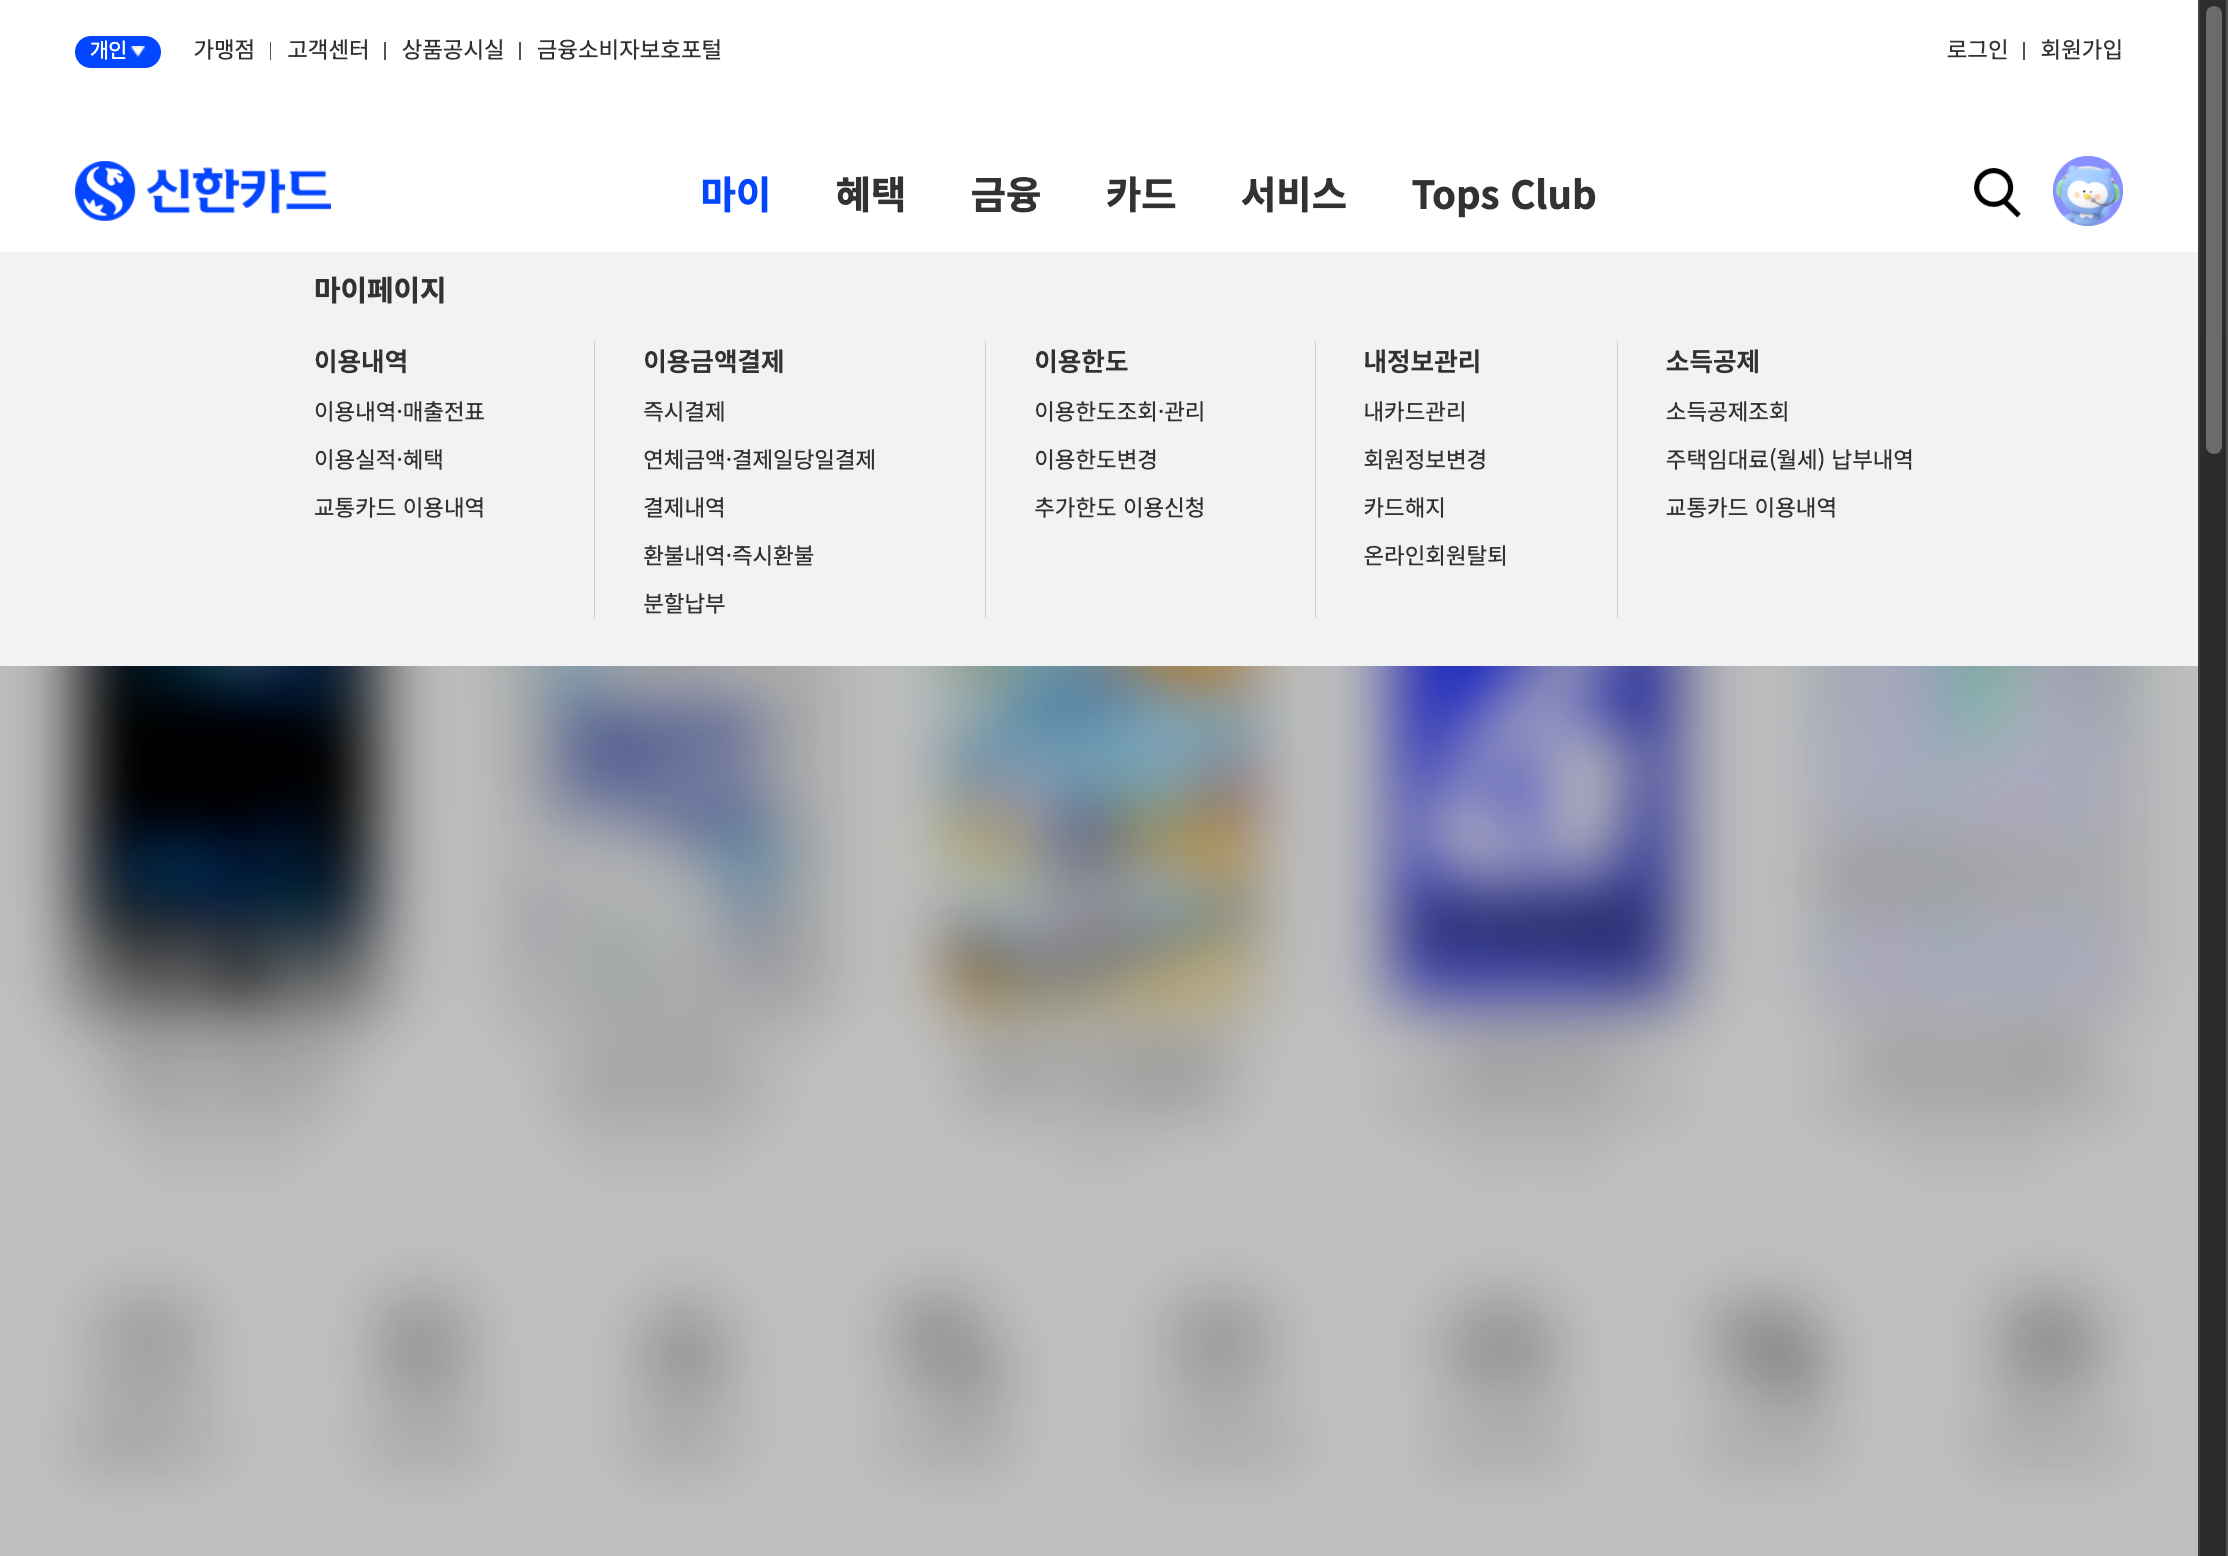 개인 가맹점 고객센터 상품공시실 금융소비자보호포털 로그인 회원가입
신한카드 마이 혜택 금융 카드 서비스 Tops Club
마이페이지
이용내역
이용내역·매출전표
이용실적·혜택
교통카드 이용내역
이용금액결제
즉시결제
연체금액·결제일당일결제
결제내역
환불내역·즉시환불
분할납부
이용한도
이용한도조회·관리
이용한도변경
추가한도 이용신청
내정보관리
내카드관리
회원정보변경
카드해지
온라인회원탈퇴
소득공제
소득공제조회
주택임대료(월세) 납부내역
교통카드 이용내역